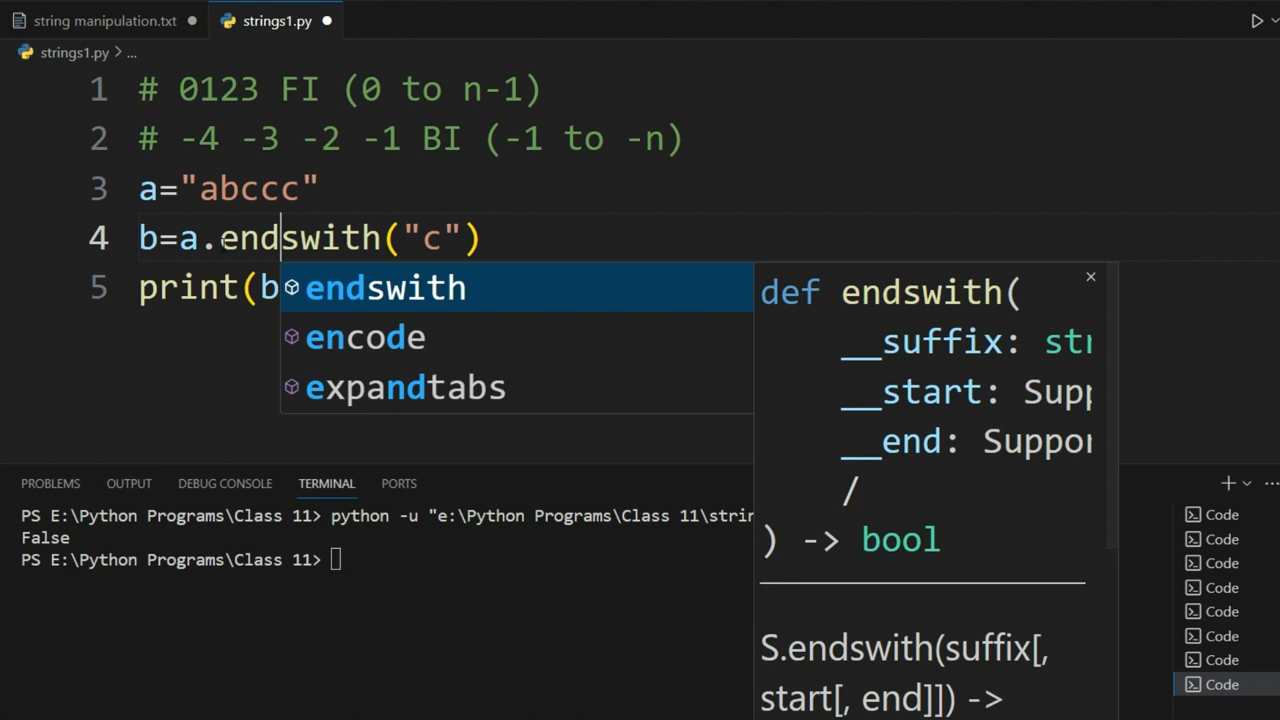 string manipulation.txt
strings1.py
strings1.py > ...
1 # 0123 FI (0 to n-1)
2 # -4 -3 -2 -1 BI (-1 to -n)
3 a="abccc"
4 b=a.endswith("c")
5 print(b
endswith
encode
expandtabs
def endswith(
__suffix: str
__start: Supp
__end: Suppor
/
) -> bool
S.endswith(suffix[,
start[, end]]) ->
PROBLEMS OUTPUT DEBUG CONSOLE TERMINAL PORTS
PS E:\Python Programs\Class 11> python -u "e:\Python Programs\Class 11\strin
False
PS E:\Python Programs\Class 11>
Code
Code
Code
Code
Code
Code
Code
Code